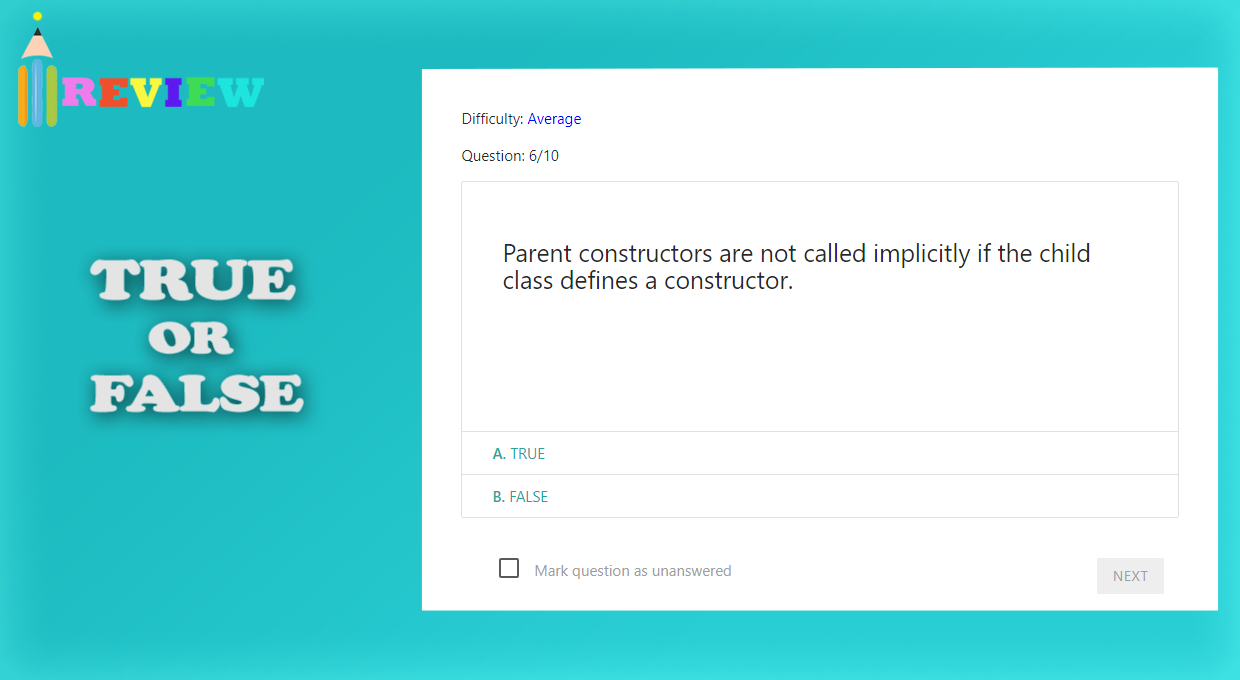 REVIEW
TRUE
OR
FALSE
Difficulty: Average
Question: 6/10
Parent constructors are not called implicitly if the child
class defines a constructor.
A. TRUE
B. FALSE
Mark question as unanswered
NEXT